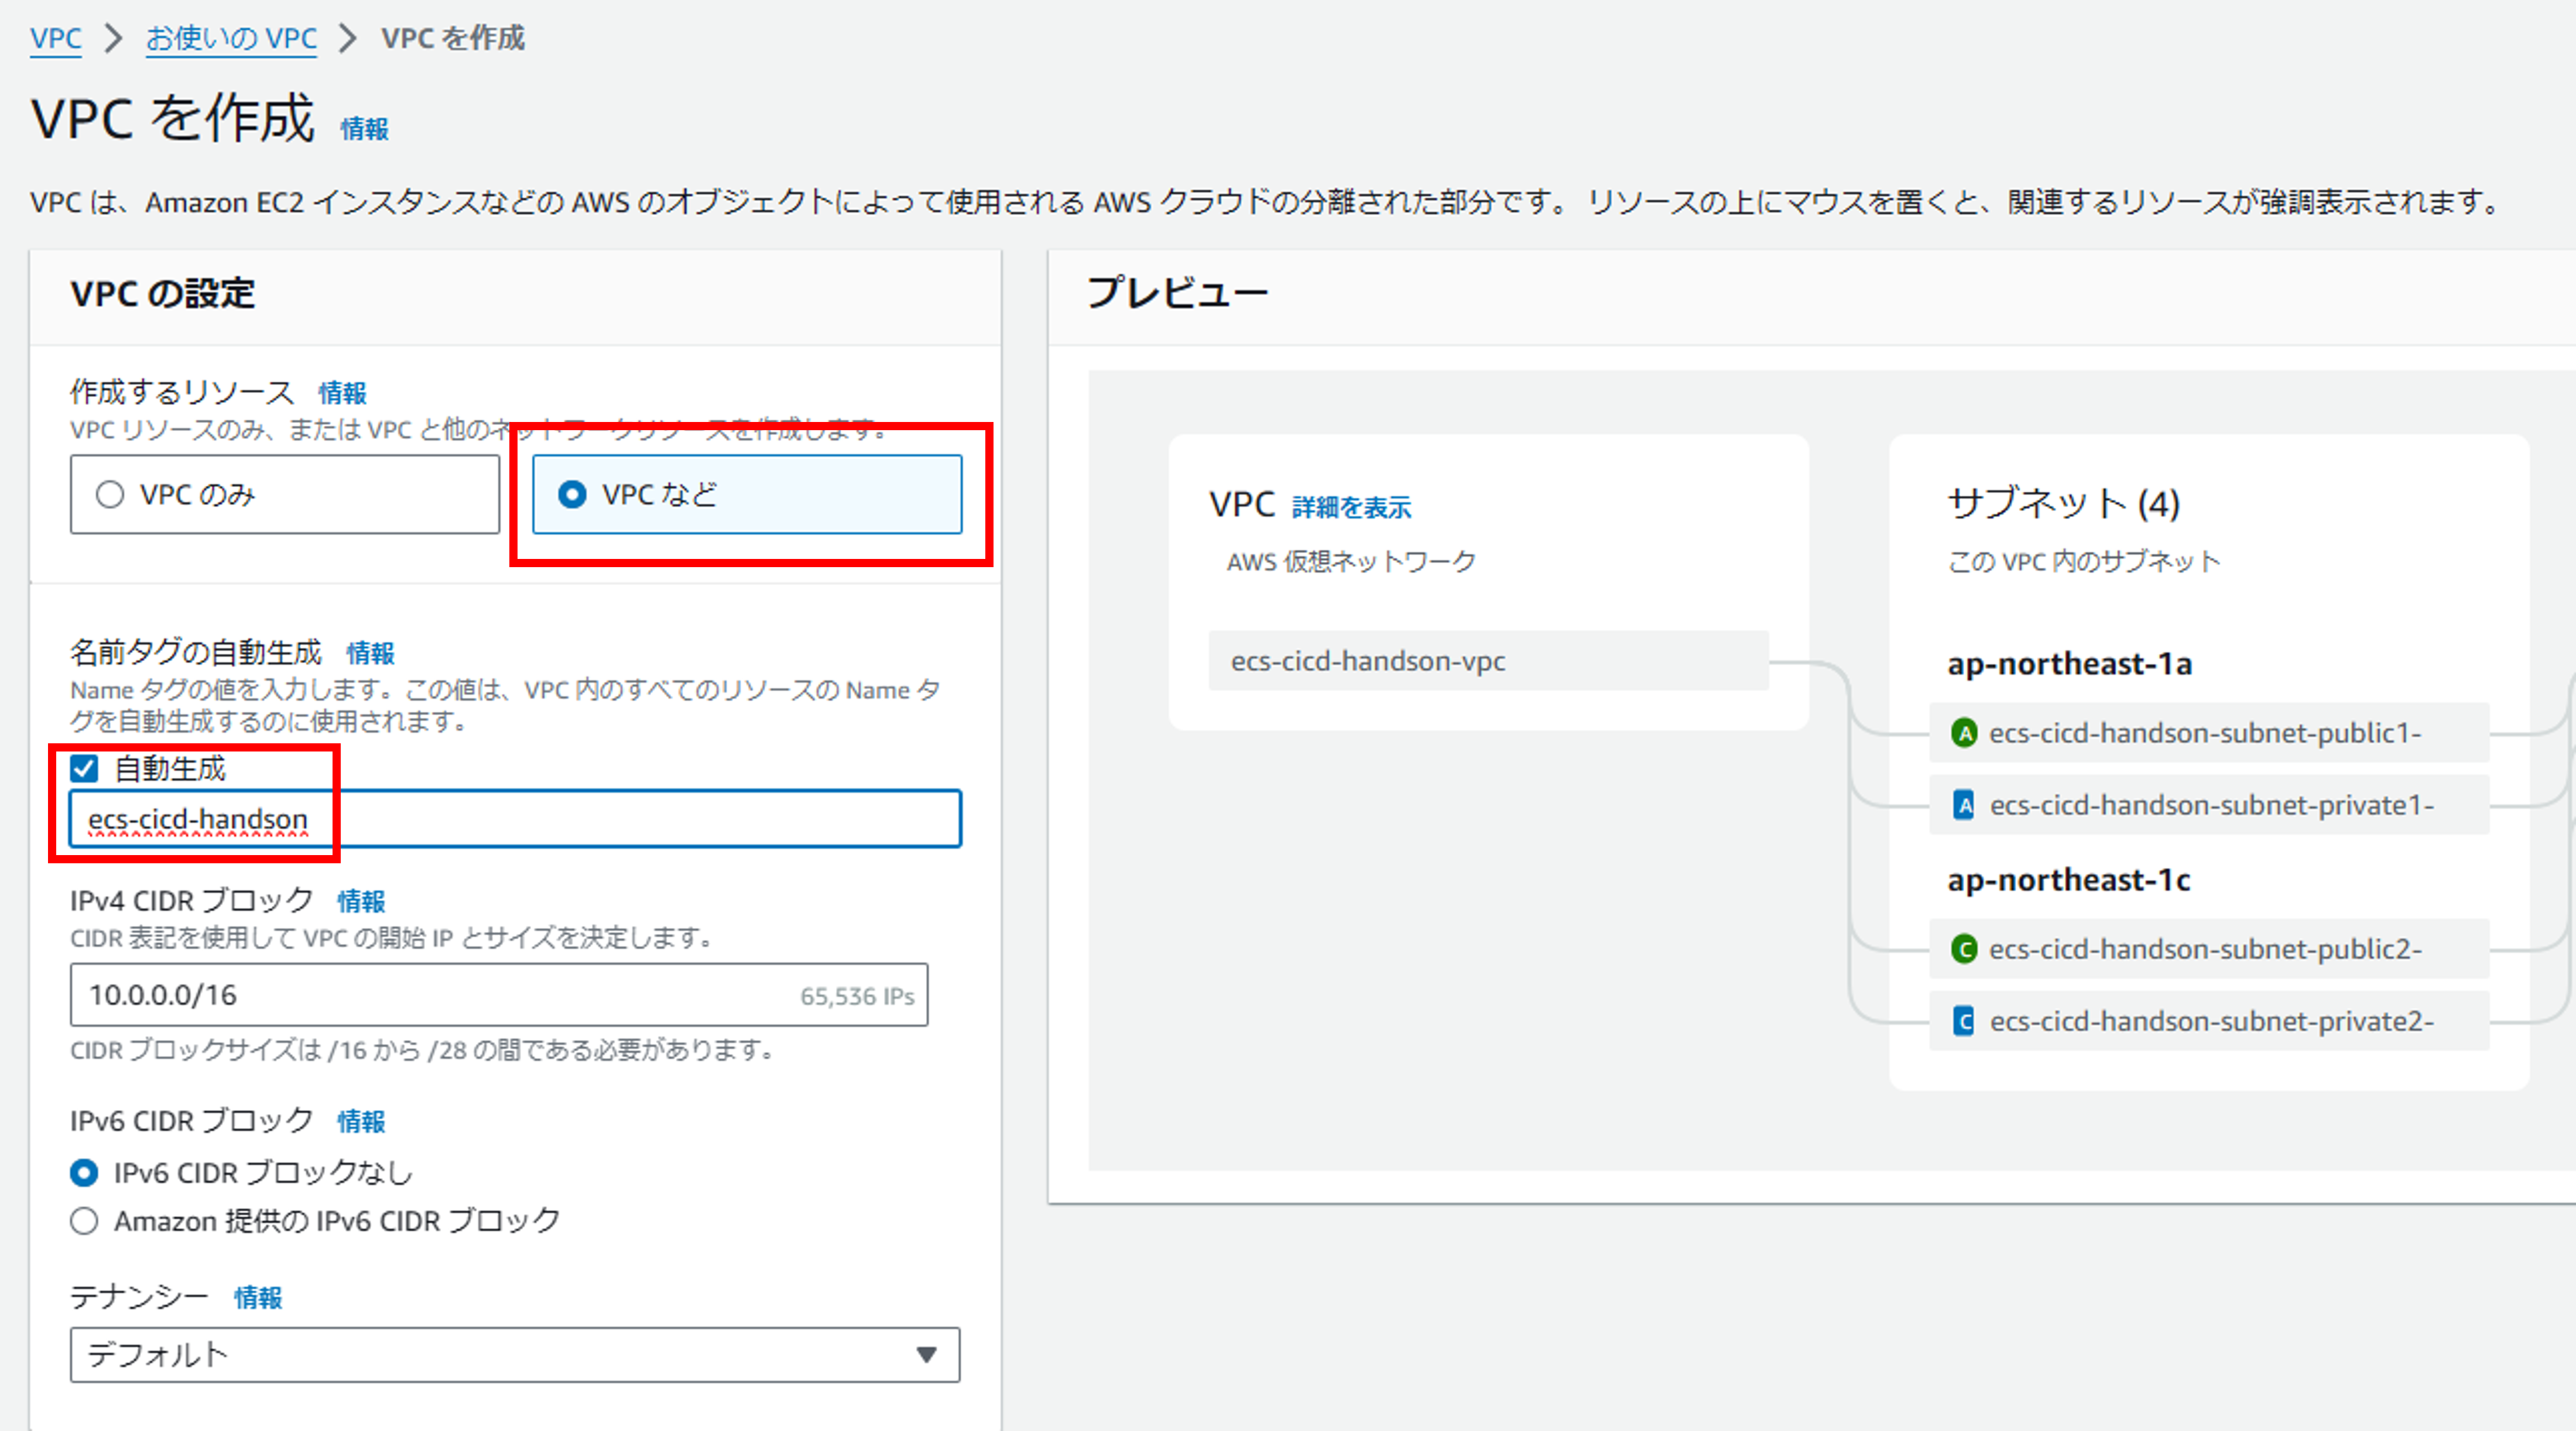 VPC > お使いの VPC > VPC を作成
VPC を作成 情報
VPC は、Amazon EC2 インスタンスなどの AWS のオブジェクトによって使用される AWS クラウドの分離された部分です。 リソースの上にマウスを置くと、関連するリソースが強調表示されます。
VPC の設定
作成するリソース 情報
VPC リソースのみ、または VPC と他のネットワークリソースを作成します。
VPC のみ
VPC など
名前タグの自動生成 情報
Name タグの値を入力します。この値は、VPC 内のすべてのリソースの Name タ
グを自動生成するのに使用されます。
自動生成
ecs-cicd-handson
IPv4 CIDR ブロック 情報
CIDR 表記を使用して VPC の開始 IP とサイズを決定します。
10.0.0.0/16 65,536 IPs
CIDR ブロックサイズは /16 から /28 の間である必要があります。
IPv6 CIDR ブロック 情報
IPv6 CIDR ブロックなし
Amazon 提供の IPv6 CIDR ブロック
テナンシー 情報
デフォルト
プレビュー
VPC 詳細を表示
AWS 仮想ネットワーク
ecs-cicd-handson-vpc
サブネット (4)
この VPC 内のサブネット
ap-northeast-1a
A ecs-cicd-handson-subnet-public1-
A ecs-cicd-handson-subnet-private1-
ap-northeast-1c
C ecs-cicd-handson-subnet-public2-
C ecs-cicd-handson-subnet-private2-